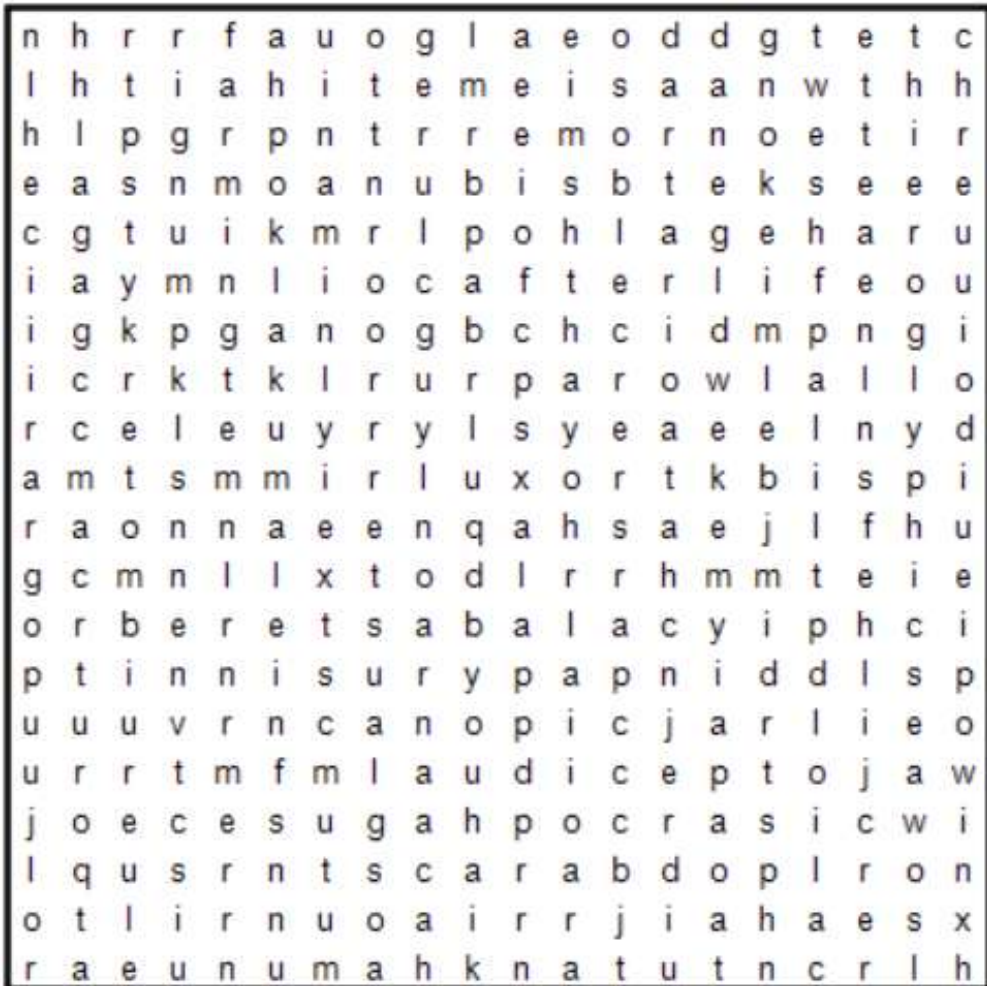 n h r r f a u o g l a e o d d g t e t c
l h t i a h i t e m e i s a a n w t h h
h l p g r p n t r r e m o r n o e t i r
e a s n m o a n u b i s b t e k s e e e
c g t u i k m r l p o h l a g e h a r u
i a y m n l i o c a f t e r l i f e o u
i g k p g a n o g b c h c i d m p n g i
i c r k t k l r u r p a r o w l a l l o
r c e l e u y r y l s y e a e e l n y d
a m t s m m i r l u x o r t k b i s p i
r a o n n a e e n q a h s a e j l f h u
g c m n l l x t o d l r r h m m t e i e
o r b e r e t s a b a l a c y i p h c i
p t i n n i s u r y p a p n i d d l s p
u u u v r n c a n o p i c j a r l i e o
u r r t m f m l a u d i c e p t o j a w
j o e c e s u g a h p o c r a s i c w i
l q u s r n t s c a r a b d o p l r o n
o t l i r n u o a i r r j i a h a e s x
r a e u n u m a h k n a t u t n c r l h